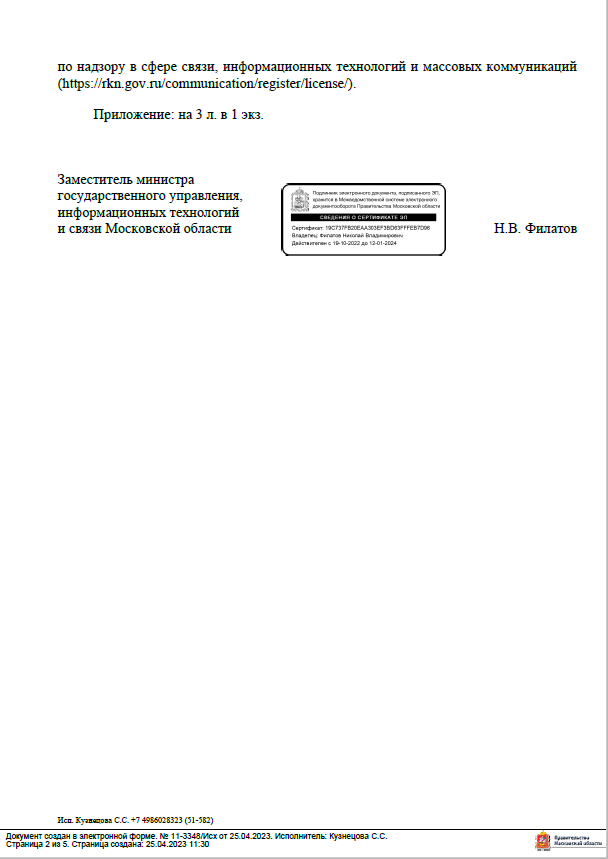 по надзору в сфере связи, информационных технологий и массовых коммуникаций
(https://rkn.gov.ru/communication/register/license/).
Приложение: на 3 л. в 1 экз.
Заместитель министра
государственного управления,
информационных технологий
и связи Московской области
Подлинник электронного документа, подписанного ЭП,
хранится в Межведомственной системе электронного
документооборота Правительства Московской области
СВЕДЕНИЯ О СЕРТИФИКАТЕ ЭП
Сертификат: 19C737FB20EAA303EF3BD63FFFEB7D96
Владелец: Филатов Николай Владимирович
Действителен с 19-10-2022 до 12-01-2024
Н.В. Филатов
Исп. Кузнецова С.С. +7 4986028323 (51-582)
Документ создан в электронной форме. № 11-3348/Исх от 25.04.2023. Исполнитель: Кузнецова С.С.
Страница 2 из 5. Страница создана: 25.04.2023 11:30
Правительство
Московской области